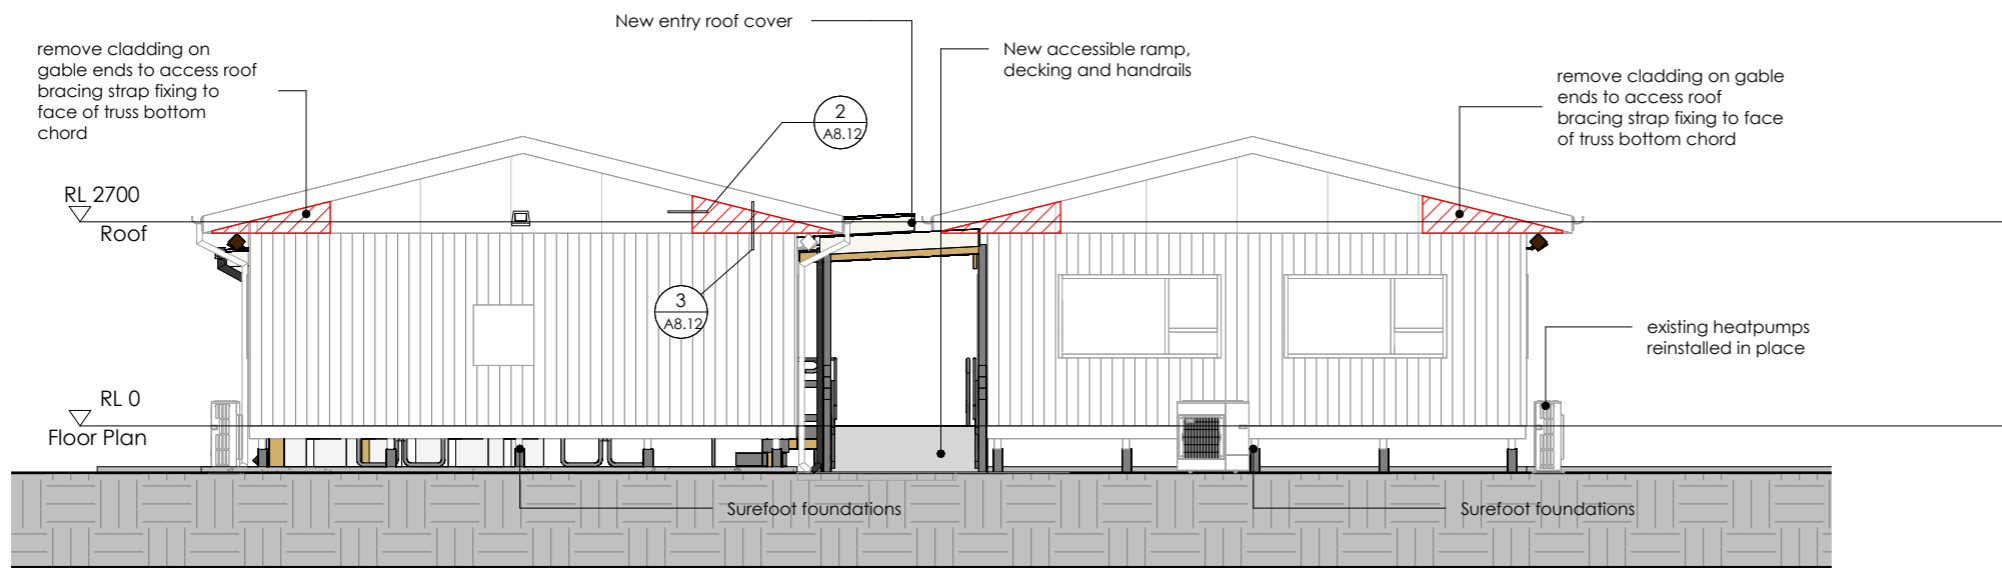 New entry roof cover
remove cladding on
gable ends to access roof
bracing strap fixing to
face of truss bottom
chord
New accessible ramp,
decking and handrails
remove cladding on gable
ends to access roof
bracing strap fixing to face
of truss bottom chord
2
A8.12
RL 2700
Roof
3
A8.12
existing heatpumps
reinstalled in place
RL 0
Floor Plan
Surefoot foundations
Surefoot foundations